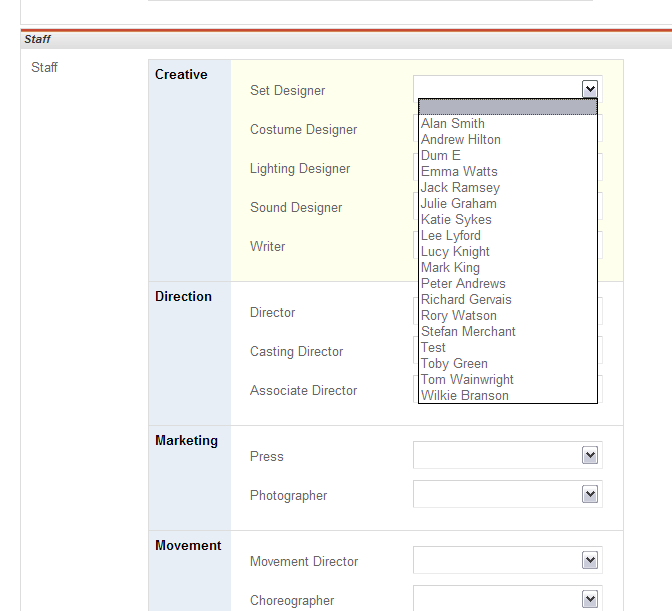 Staff
Staff
Creative
Set Designer
Alan Smith
Andrew Hilton
Costume Designer
Dum E
Lighting Designer
Emma Watts
Jack Ramsey
Julie Graham
Sound Designer
Katie Sykes
Lee Lyford
Writer
Lucy Knight
Mark King
Peter Andrews
Direction
Richard Gervais
Director
Rory Watson
Stefan Merchant
Casting Director
Test
Toby Green
Tom Wainwright
Associate Director
Wilkie Branson
Marketing
Press
Photographer
Movement
Movement Director
Choreographer